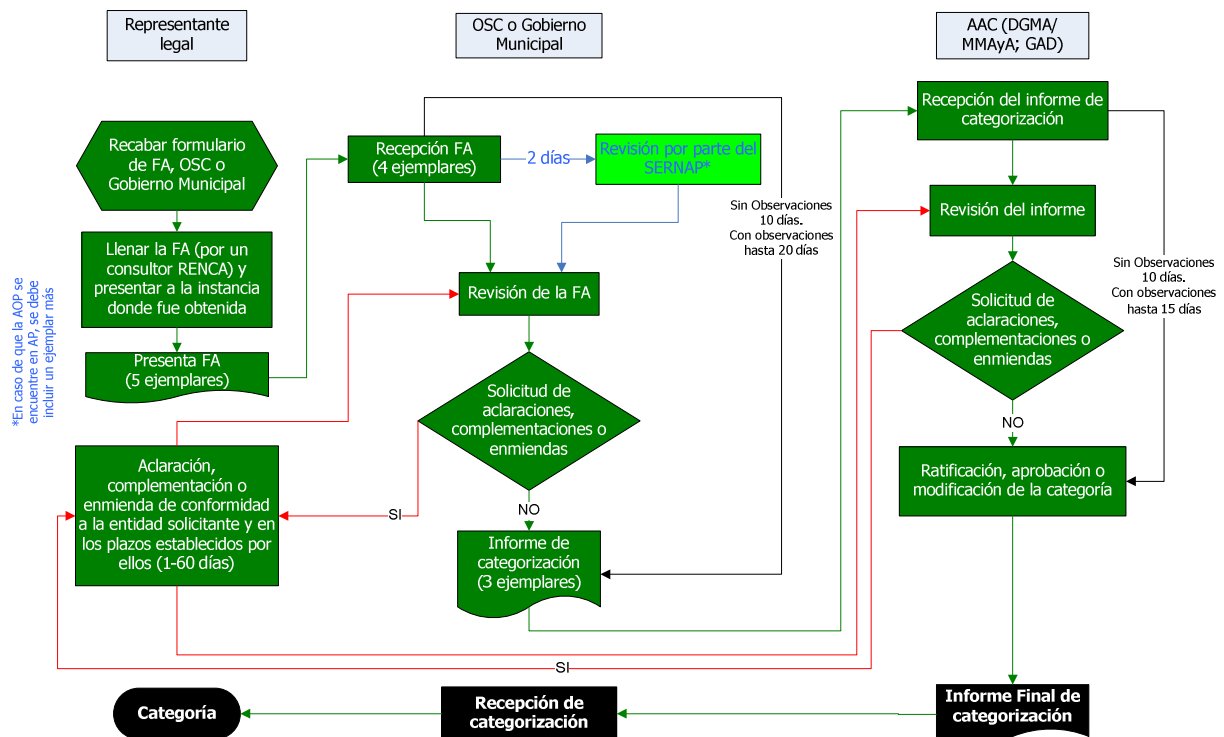 Representante
legal
OSC o Gobierno
Municipal
AAC (DGMA/
MMAyA; GAD)
Recabar formulario
de FA, OSC o
Gobierno Municipal
Llenar la FA (por un
consultor RENCA) y
presentar a la instancia
donde fue obtenida
Presenta FA
(5 ejemplares)
*En caso de que la AOP se
encuentre en AP, se debe
incluir un ejemplar más
Aclaración,
complementación o
enmienda de conformidad
a la entidad solicitante y en
los plazos establecidos por
ellos (1-60 días)
Recepción FA
(4 ejemplares)
2 días
Revisión por parte del
SERNAP*
Sin Observaciones
10 días.
Con observaciones
hasta 20 días
Revisión de la FA
Solicitud de
aclaraciones,
complementaciones o
enmiendas
SI
NO
Informe de
categorización
(3 ejemplares)
Recepción del informe de
categorización
Revisión del informe
Sin Observaciones
10 días.
Con observaciones
hasta 15 días
Solicitud de
aclaraciones,
complementaciones o
enmiendas
NO
SI
Ratificación, aprobación o
modificación de la categoría
Informe Final de
categorización
Recepción de
categorización
Categoría